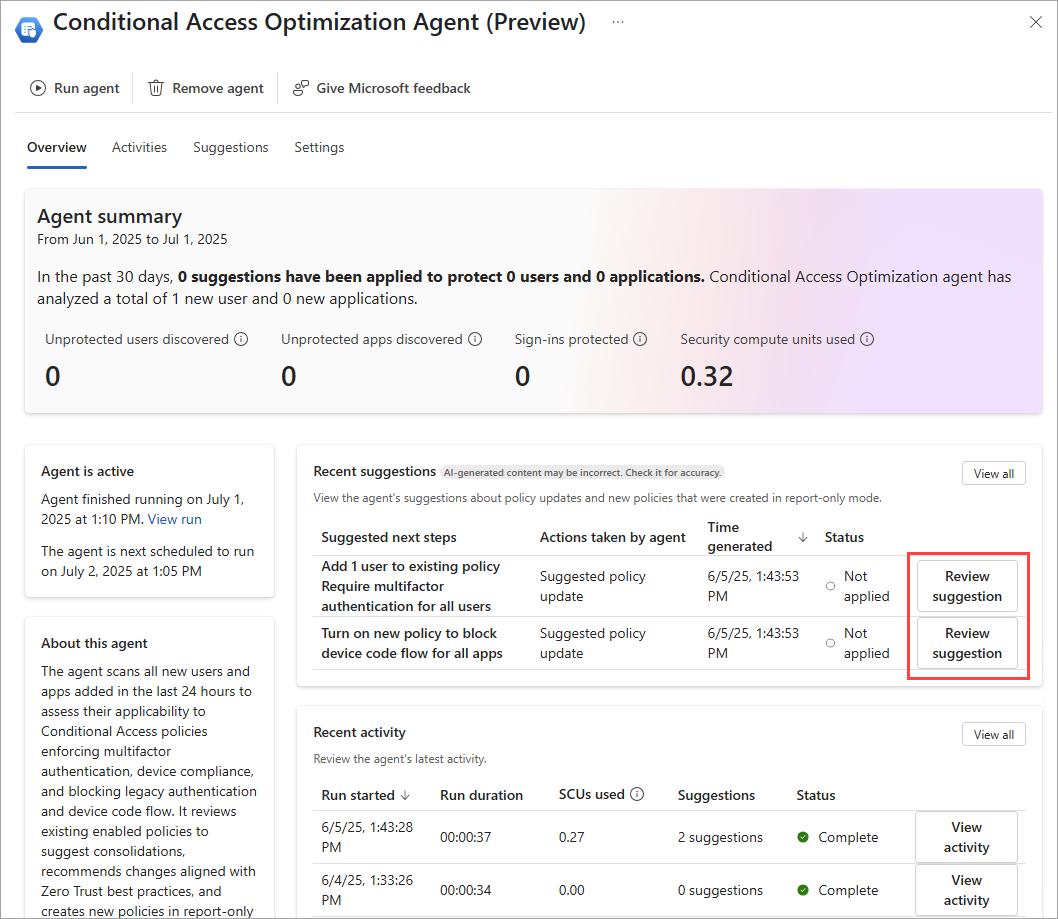 Conditional Access Optimization Agent (Preview) ...
Run agent
Remove agent
Give Microsoft feedback
Overview
Activities
Suggestions
Settings
Agent summary
From Jun 1, 2025 to Jul 1, 2025
In the past 30 days, 0 suggestions have been applied to protect 0 users and 0 applications. Conditional Access Optimization agent has
analyzed a total of 1 new user and 0 new applications.
Unprotected users discovered
Unprotected apps discovered
Sign-ins protected
Security compute units used
0
0
0
0.32
Agent is active
Agent finished running on July 1,
2025 at 1:10 PM. View run
The agent is next scheduled to run
on July 2, 2025 at 1:05 PM
About this agent
The agent scans all new users and
apps added in the last 24 hours to
assess their applicability to
Conditional Access policies
enforcing multifactor
authentication, device compliance,
and blocking legacy authentication
and device code flow. It reviews
existing enabled policies to
suggest consolidations,
recommends changes aligned with
Zero Trust best practices, and
creates new policies in report-only
Recent suggestions AI-generated content may be incorrect. Check it for accuracy.
View all
View the agent's suggestions about policy updates and new policies that were created in report-only mode.
Suggested next steps
Actions taken by agent
Time
generated
Status
Add 1 user to existing policy
Require multifactor
authentication for all users
Suggested policy
update
6/5/25, 1:43:53
PM
Not
applied
Review
suggestion
Turn on new policy to block
device code flow for all apps
Suggested policy
update
6/5/25, 1:43:53
PM
Not
applied
Review
suggestion
Recent activity
View all
Review the agent's latest activity.
Run started
Run duration
SCUs used
Suggestions
Status
6/5/25, 1:43:28
PM
00:00:37
0.27
2 suggestions
Complete
View
activity
6/4/25, 1:33:26
PM
00:00:34
0.00
0 suggestions
Complete
View
activity